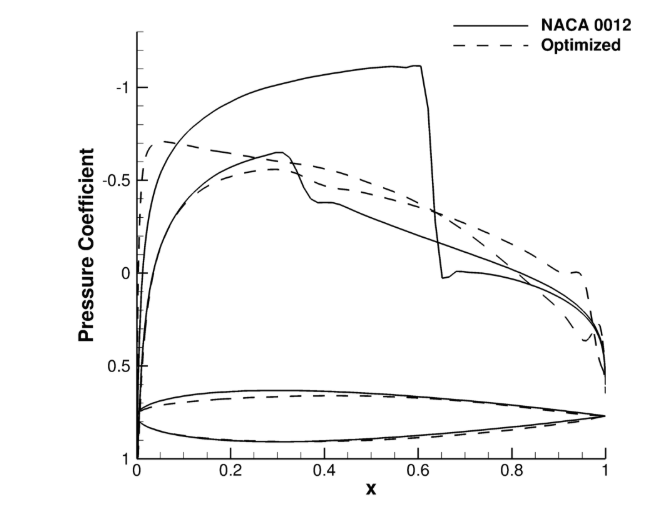 NACA 0012
Optimized
-1
-0.5
0
0.5
1
Pressure Coefficient
0 0.2 0.4 0.6 0.8 1
x